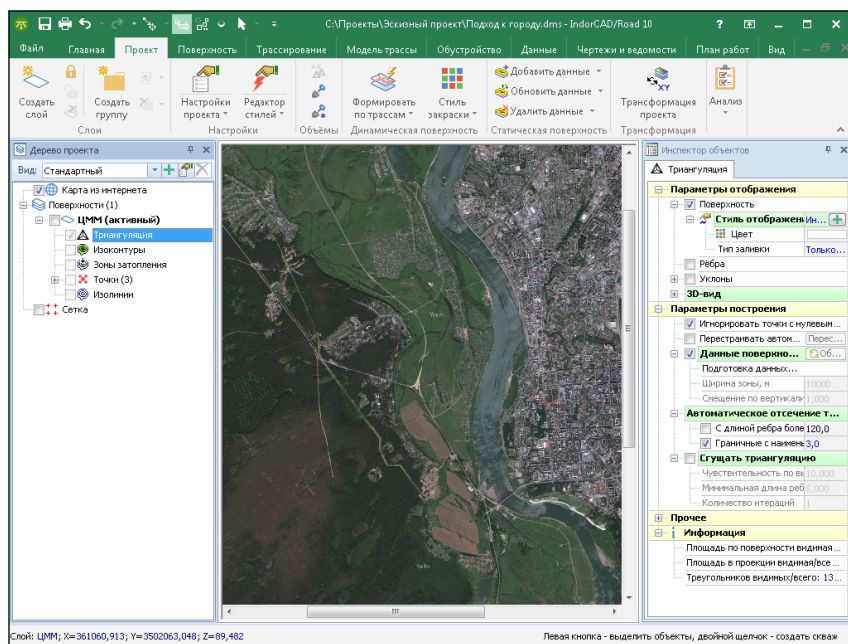 C:\Проекты\Эскизный проект\Подход к городу.dms - IndorCAD/Road 10
Файл Главная Проект Поверхность Трассирование Модель трассы Обустройство Данные Чертежи и ведомости План работ Вид
Создать слой
Создать группу
Слои
Настройки проекта
Редактор стилей
Настройки
Объёмы
Формировать по трассам
Стиль закраски
Динамическая поверхность
Добавить данные
Обновить данные
Удалить данные
Статическая поверхность
XY
Трансформация проекта
Трансформация
Анализ
Дерево проекта
Вид: Стандартный
Карта из интернета
Поверхности (1)
ЦММ (активный)
Триангуляция
Изоконтуры
Зоны затопления
Точки (3)
Изолинии
Сетка
Инспектор объектов
Триангуляция
Параметры отображения
Поверхность
Стиль отображен Ин...
Цвет
Тип заливки Только...
Рёбра
Уклоны
3D-вид
Параметры построения
Игнорировать точки с нулевым...
Перестраивать автом... Перес...
Данные поверхно... Об...
Подготовка данных...
Ширина зоны, м 10000
Смещение по вертикали 1,000
Автоматическое отсечение т...
С длиной ребра боле 120,0
Граничные с наимень 3,0
Сгущать триангуляцию
Чувствительность по вы 10,000
Минимальная длина реб 5,000
Количество итераций 1
Прочее
Информация
Площадь по поверхности видимая...
Площадь в проекции видимая/все...
Треугольников видимых/всего: 13...
Слой: ЦММ; X=361060,913; Y=3502063,048; Z=89,482
Левая кнопка - выделить объекты, двойной щелчок - создать скваж